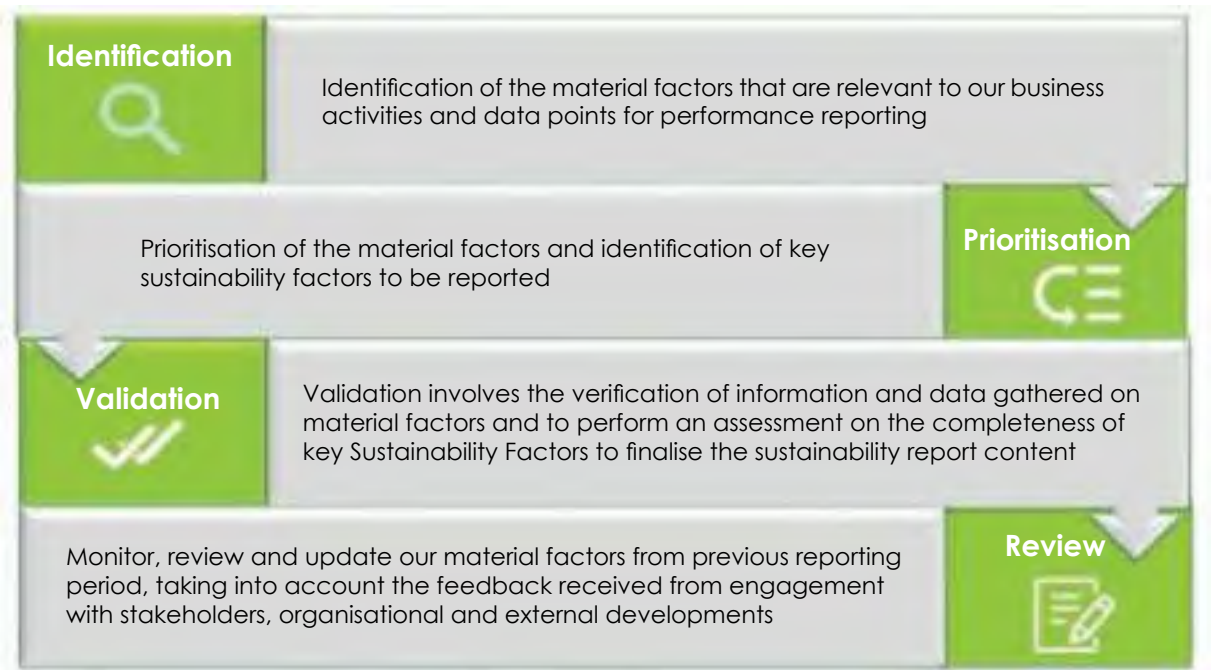 Identification
Identification of the material factors that are relevant to our business
activities and data points for performance reporting
Prioritisation of the material factors and identification of key
sustainability factors to be reported
Prioritisation
Validation
Validation involves the verification of information and data gathered on
material factors and to perform an assessment on the completeness of
key Sustainability Factors to finalise the sustainability report content
Monitor, review and update our material factors from previous reporting
period, taking into account the feedback received from engagement
with stakeholders, organisational and external developments
Review